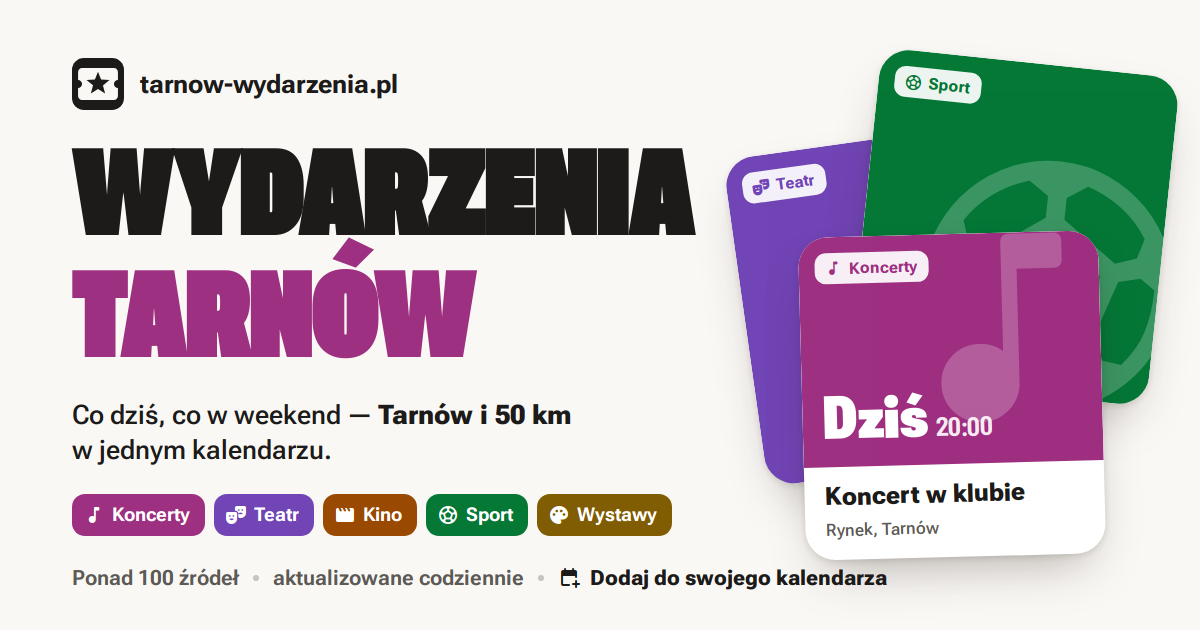 tarnow-wydarzenia.pl
WYDARZENIA
TARNÓW
Co dziś, co w weekend — Tarnów i 50 km
w jednym kalendarzu.
Koncerty
Teatr
Kino
Sport
Wystawy
Ponad 100 źródeł • aktualizowane codziennie • Dodaj do swojego kalendarza
Teatr
Sport
Koncerty
Dziś 20:00
Koncert w klubie
Rynek, Tarnów